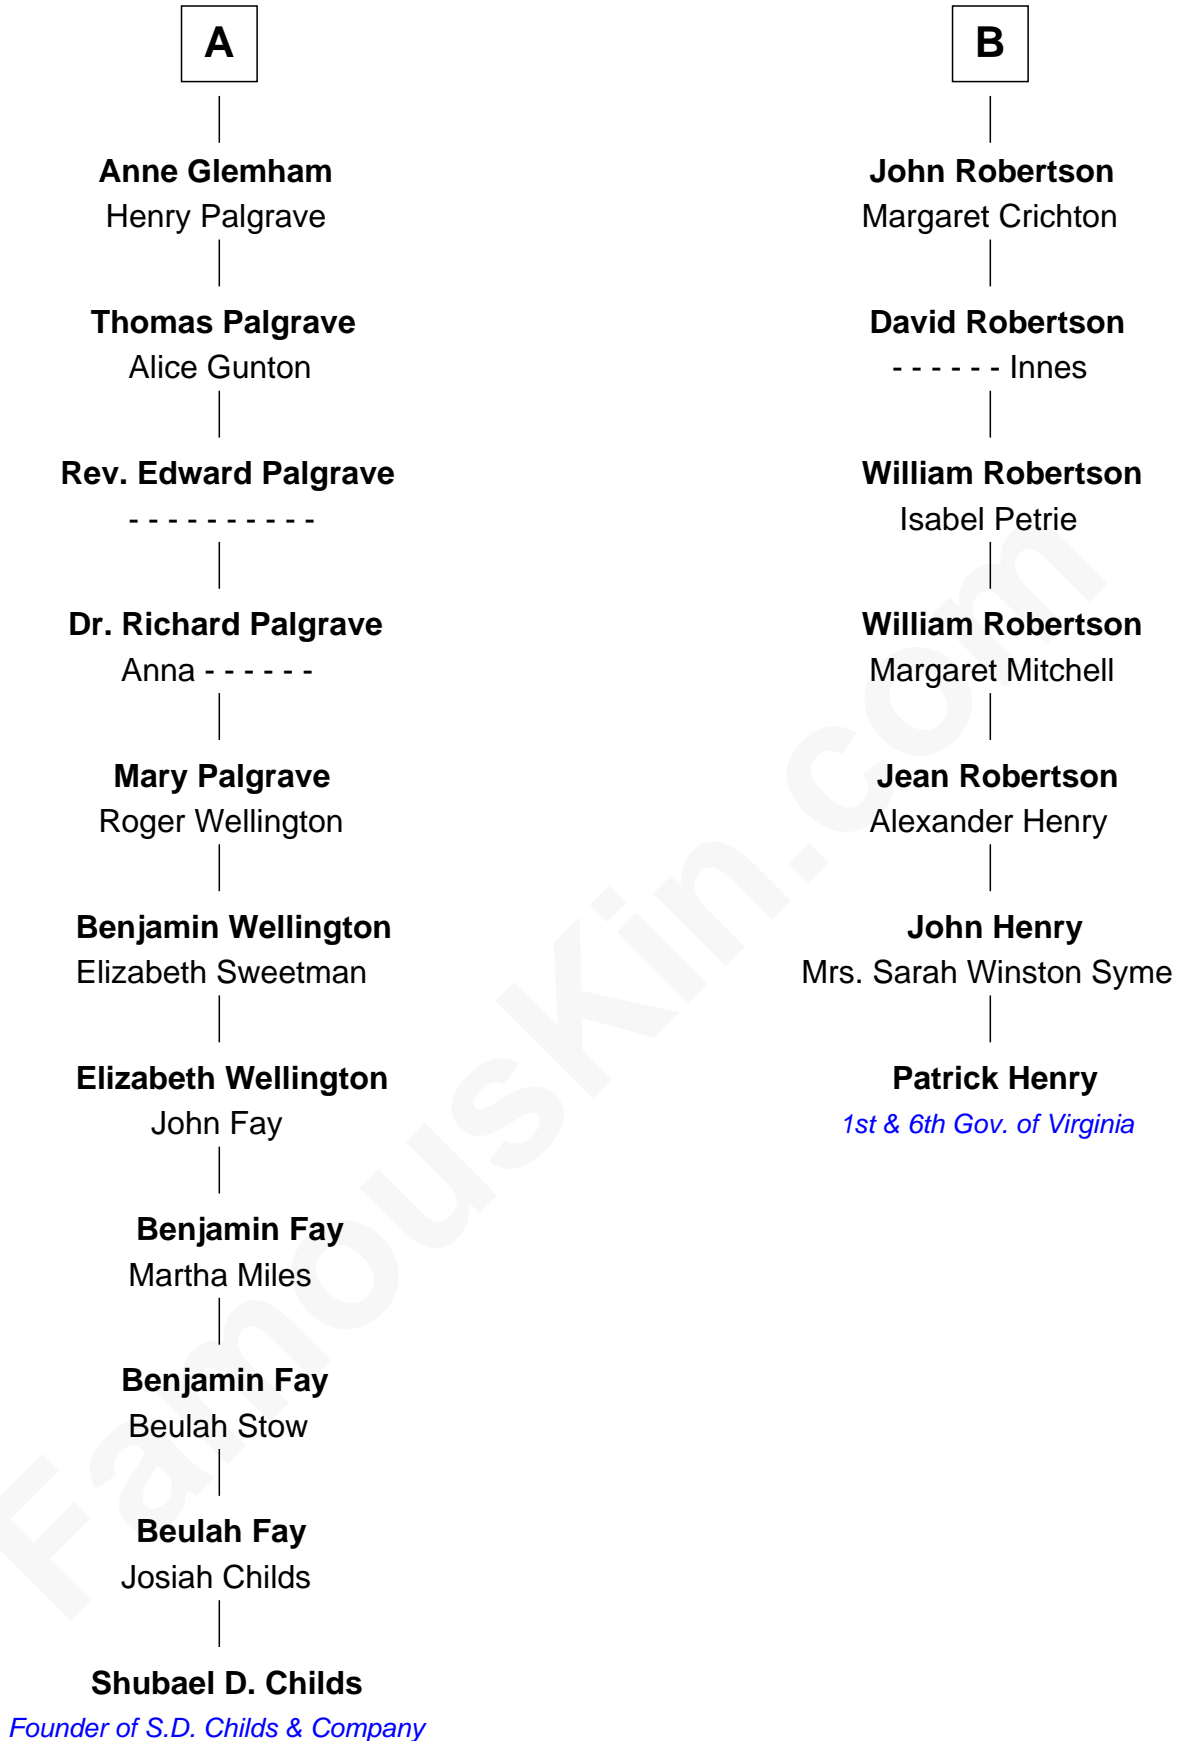 A
Anne Glemham
Henry Palgrave
Thomas Palgrave
Alice Gunton
Rev. Edward Palgrave
- - - - - - - - - -
Dr. Richard Palgrave
Anna - - - - - -
Mary Palgrave
Roger Wellington
Benjamin Wellington
Elizabeth Sweetman
Elizabeth Wellington
John Fay
Benjamin Fay
Martha Miles
Benjamin Fay
Beulah Stow
Beulah Fay
Josiah Childs
Shubael D. Childs
Founder of S.D. Childs & Company
B
John Robertson
Margaret Crichton
David Robertson
- - - - - - Innes
William Robertson
Isabel Petrie
William Robertson
Margaret Mitchell
Jean Robertson
Alexander Henry
John Henry
Mrs. Sarah Winston Syme
Patrick Henry
1st & 6th Gov. of Virginia
FamousKin.com